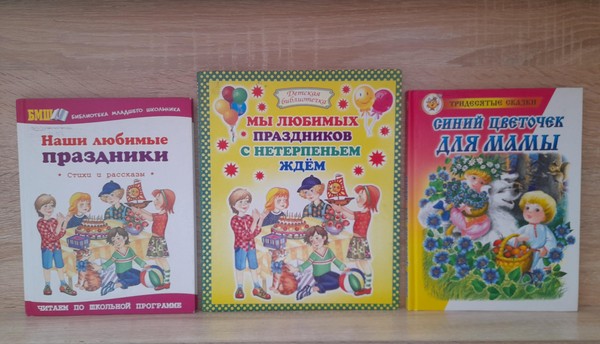 БМШ БИБЛИОТЕКА МЛАДШЕГО ШКОЛЬНИКА
Наши любимые
праздники
• Стихи и рассказы •
ЧИТАЕМ ПО ШКОЛЬНОЙ ПРОГРАММЕ
Детская
библиотечка
МЫ ЛЮБИМЫХ
ПРАЗДНИКОВ
С НЕТЕРПЕНЬЕМ
ЖДЁМ
ТРИДЕСЯТЫЕ СКАЗКИ
СИНИЙ ЦВЕТОЧЕК
ДЛЯ МАМЫ